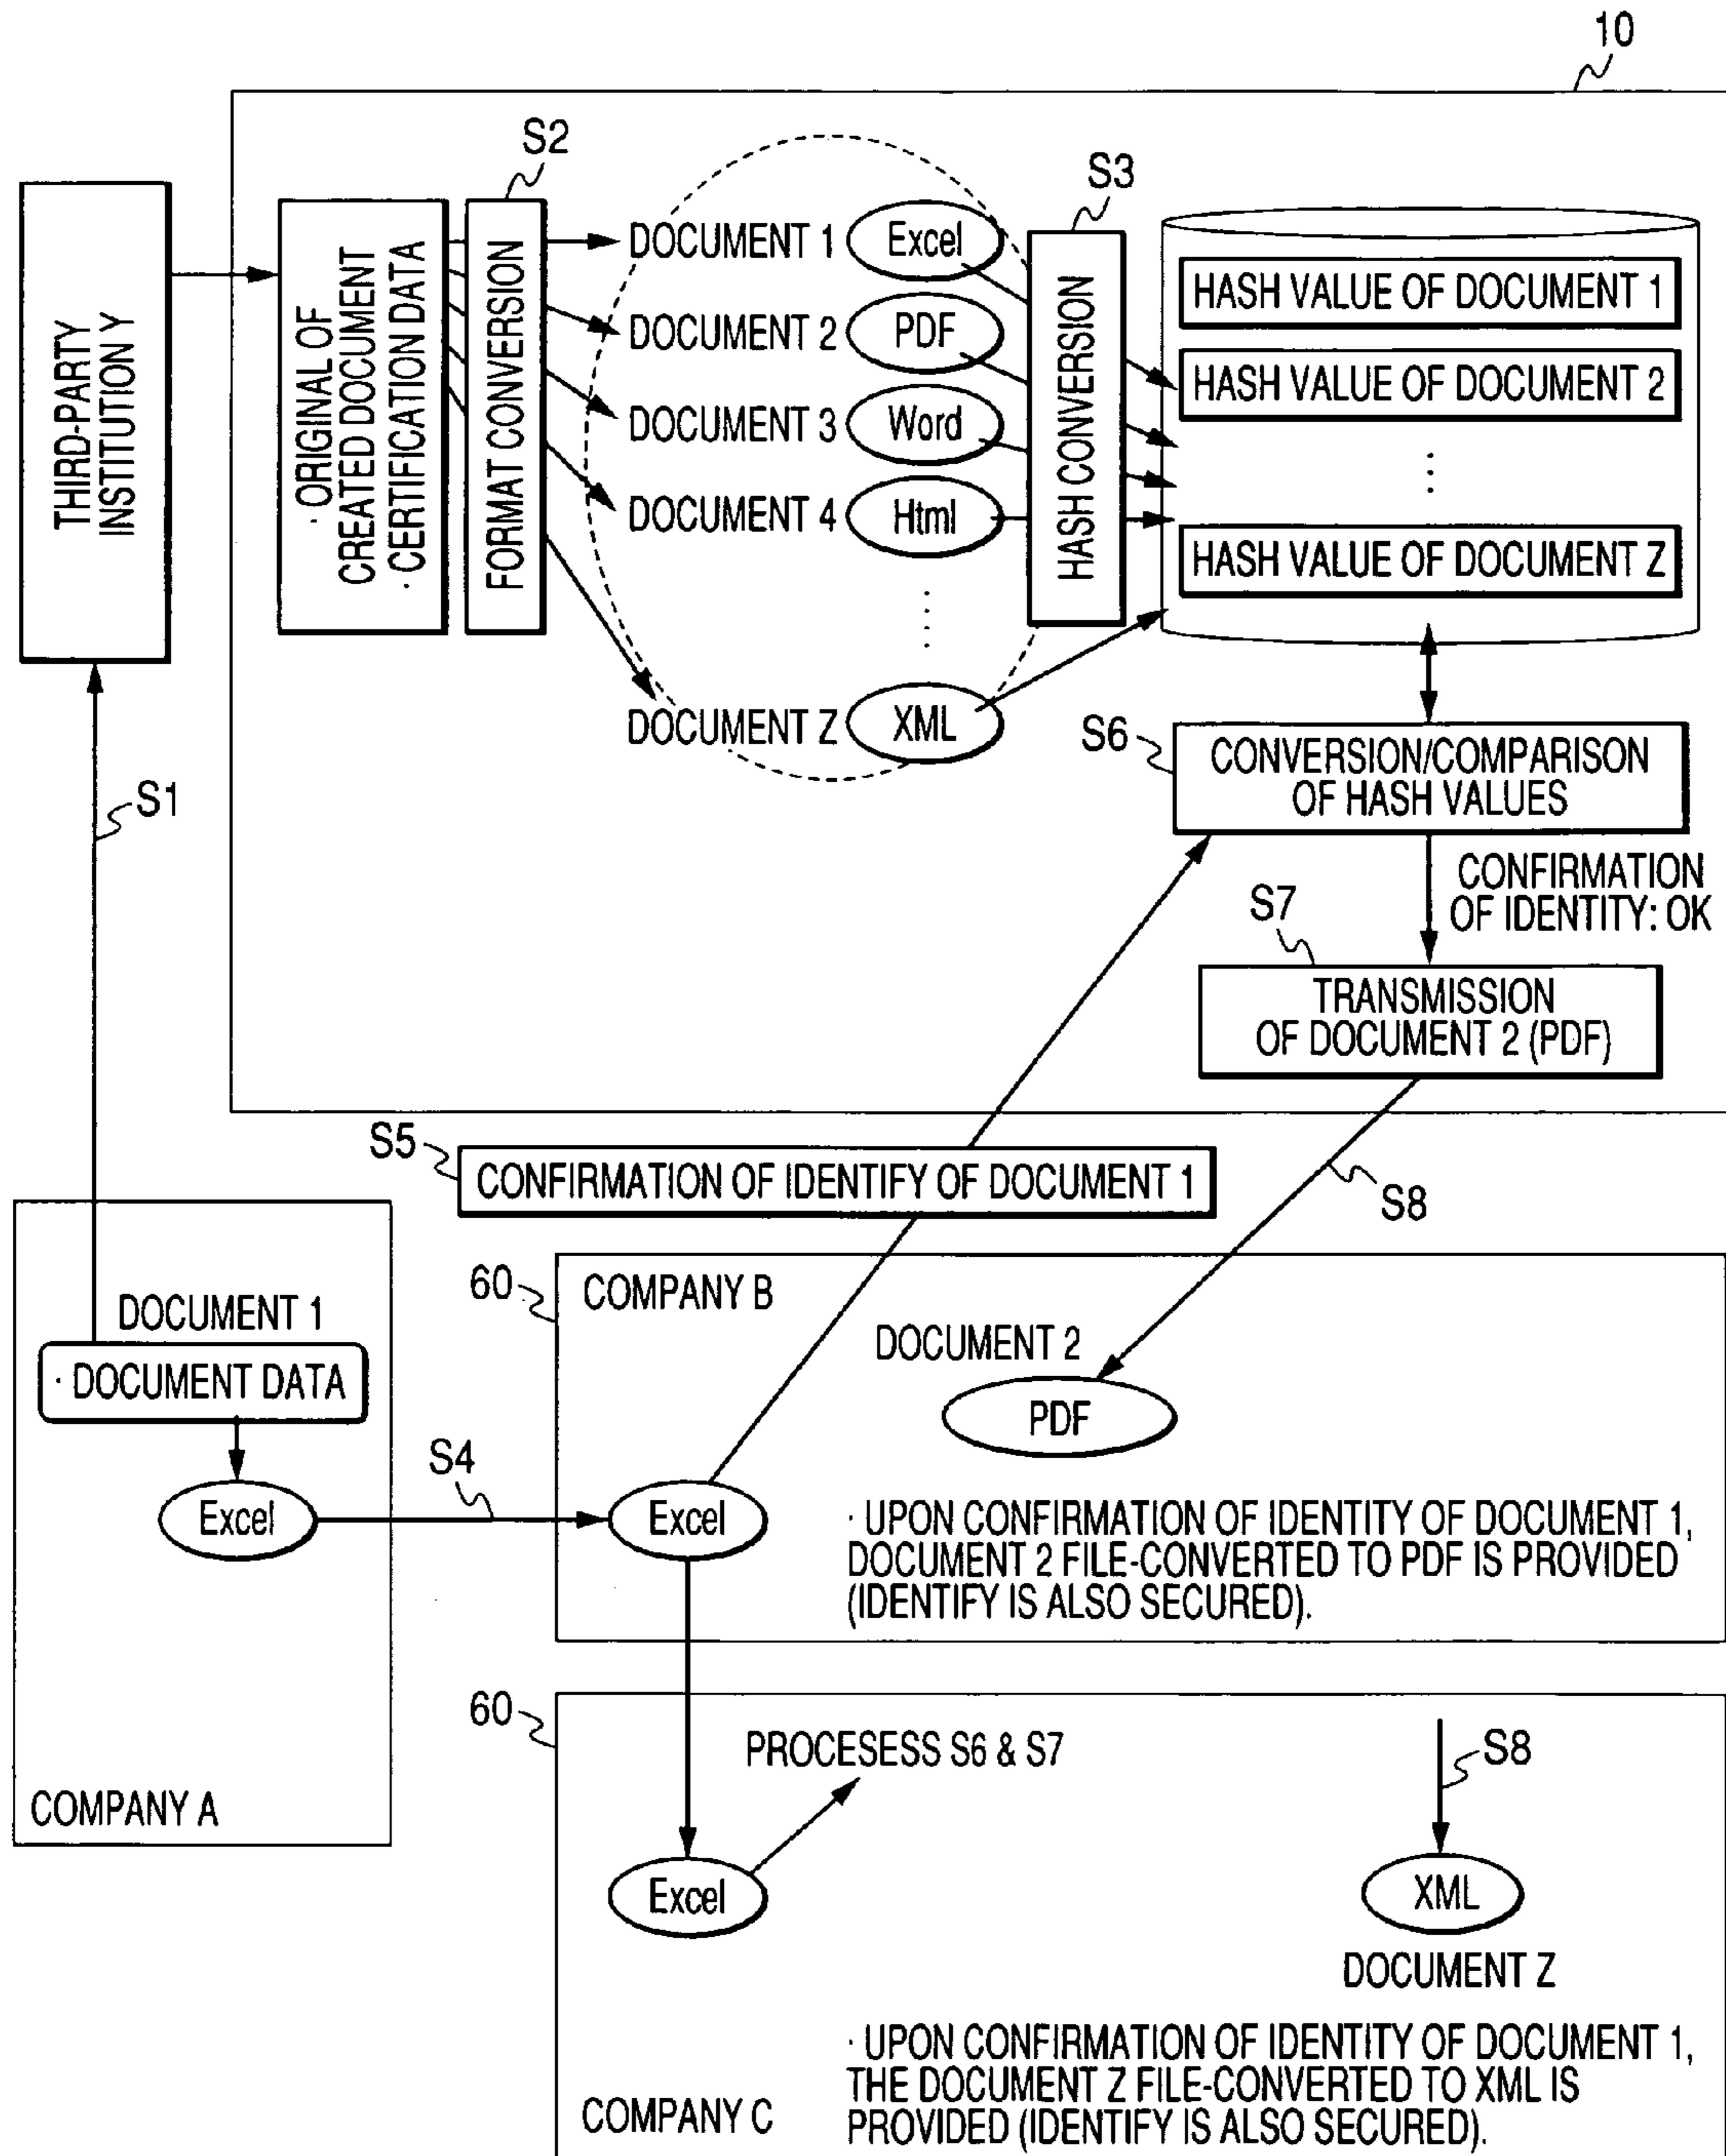 10
THIRD-PARTY
INSTITUTION Y
· ORIGINAL OF
CREATED DOCUMENT
· CERTIFICATION DATA
S2
FORMAT CONVERSION
DOCUMENT 1
Excel
DOCUMENT 2
PDF
DOCUMENT 3
Word
DOCUMENT 4
Html
.....
DOCUMENT Z
XML
S3
HASH CONVERSION
HASH VALUE OF DOCUMENT 1
HASH VALUE OF DOCUMENT 2
...
HASH VALUE OF DOCUMENT Z
S6
CONVERSION/COMPARISON
OF HASH VALUES
CONFIRMATION
OF IDENTITY: OK
S7
TRANSMISSION
OF DOCUMENT 2 (PDF)
S1
S5
CONFIRMATION OF IDENTIFY OF DOCUMENT 1
S8
DOCUMENT 1
· DOCUMENT DATA
Excel
COMPANY A
S4
60
COMPANY B
DOCUMENT 2
PDF
Excel
· UPON CONFIRMATION OF IDENTITY OF DOCUMENT 1,
DOCUMENT 2 FILE-CONVERTED TO PDF IS PROVIDED
(IDENTIFY IS ALSO SECURED).
60
PROCESESS S6 & S7
S8
Excel
XML
DOCUMENT Z
· UPON CONFIRMATION OF IDENTITY OF DOCUMENT 1,
THE DOCUMENT Z FILE-CONVERTED TO XML IS
PROVIDED (IDENTIFY IS ALSO SECURED).
COMPANY C